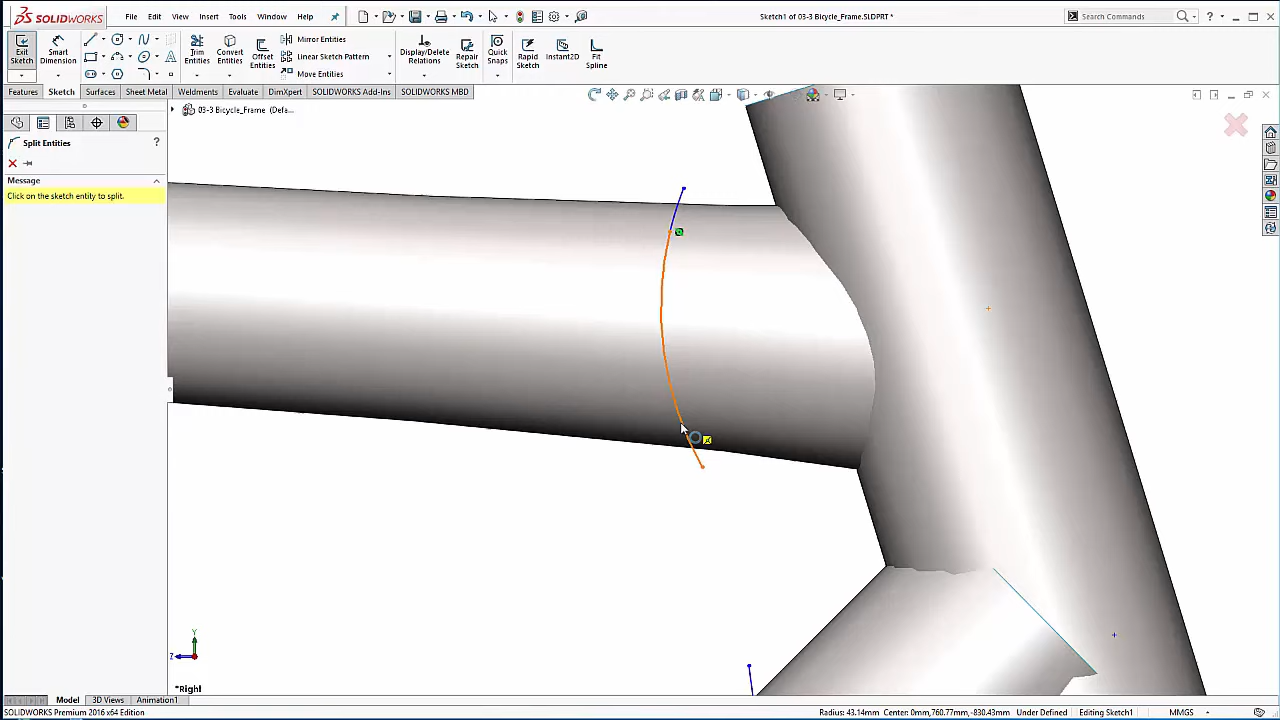 SOLIDWORKS File Edit View Insert Tools Window Help Sketch1 of 03-3 Bicycle_Frame.SLDPRT * Search Commands ?
Exit Sketch Smart Dimension Trim Entities Convert Entities Offset Entities Mirror Entities Linear Sketch Pattern Move Entities Display/Delete Relations Repair Sketch Quick Snaps Rapid Sketch Instant2D Fit Spline
Features Sketch Surfaces Sheet Metal Weldments Evaluate DimXpert SOLIDWORKS Add-Ins SOLIDWORKS MBD
03-3 Bicycle_Frame (Defa...
Split Entities ?
Message
Click on the sketch entity to split.
Y
Z
*Right
Model 3D Views Animation1
SOLIDWORKS Premium 2016 x64 Edition Radius: 43.14mm Center: 0mm,760.77mm,-830.43mm Under Defined Editing Sketch1 MMGS